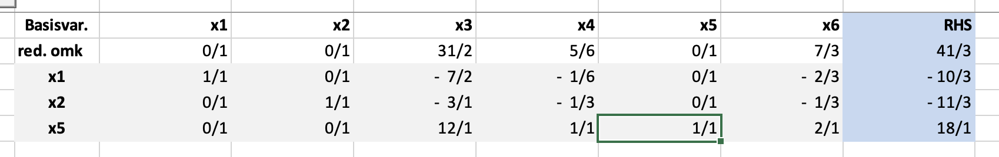 Basisvar. x1 x2 x3 x4 x5 x6 RHS
red. omk 0/1 0/1 31/2 5/6 0/1 7/3 41/3
x1 1/1 0/1 - 7/2 - 1/6 0/1 - 2/3 - 10/3
x2 0/1 1/1 - 3/1 - 1/3 0/1 - 1/3 - 11/3
x5 0/1 0/1 12/1 1/1 1/1 2/1 18/1